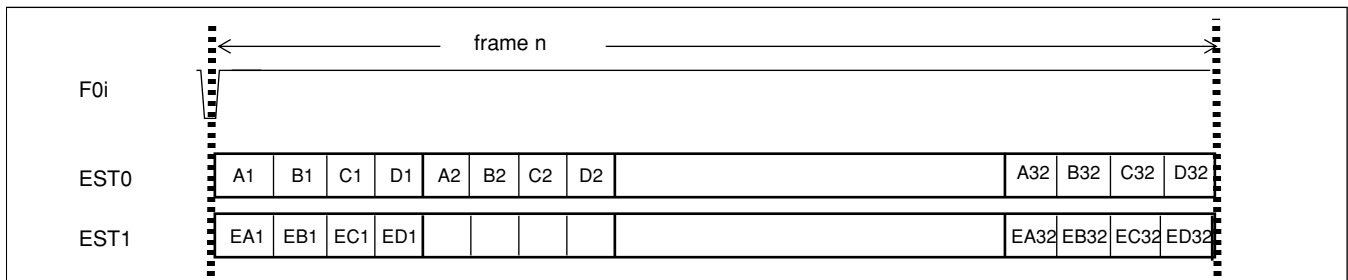 frame n
F0i
EST0 A1 B1 C1 D1 A2 B2 C2 D2 A32 B32 C32 D32
EST1 EA1 EB1 EC1 ED1 EA32 EB32 EC32 ED32